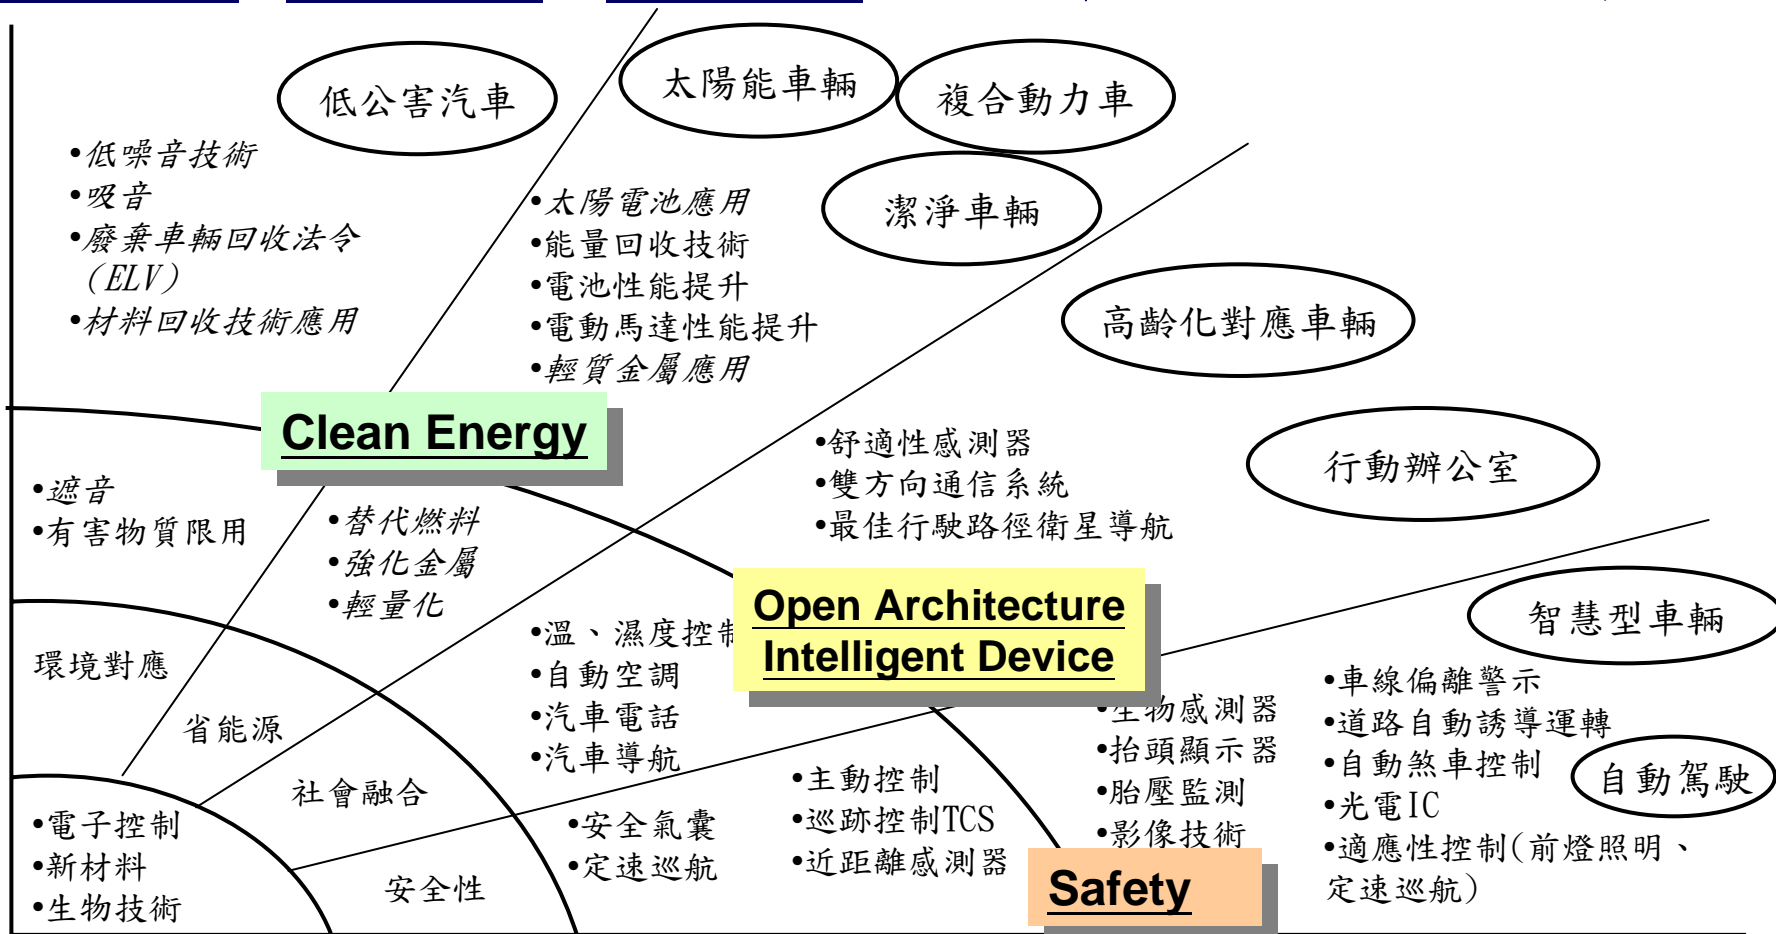 低公害汽車
太陽能車輛
複合動力車
潔淨車輛
•低噪音技術
•吸音
•廢棄車輛回收法令
(ELV)
•材料回收技術應用
•太陽電池應用
•能量回收技術
•電池性能提升
•電動馬達性能提升
•輕質金屬應用
高齡化對應車輛
行動辦公室
Clean Energy
•舒適性感測器
•雙方向通信系統
•最佳行駛路徑衛星導航
•遮音
•有害物質限用
•替代燃料
•強化金屬
•輕量化
Open Architecture
Intelligent Device
智慧型車輛
•溫、濕度控制
•自動空調
•汽車電話
•汽車導航
環境對應
省能源
社會融合
安全性
•電子控制
•新材料
•生物技術
•安全氣囊
•定速巡航
•主動控制
•巡跡控制TCS
•近距離感測器
•生物感測器
•抬頭顯示器
•胎壓監測
•影像技術
Safety
•車線偏離警示
•道路自動誘導運轉
•自動煞車控制
•光電IC
•適應性控制(前燈照明、
定速巡航)
自動駕駛